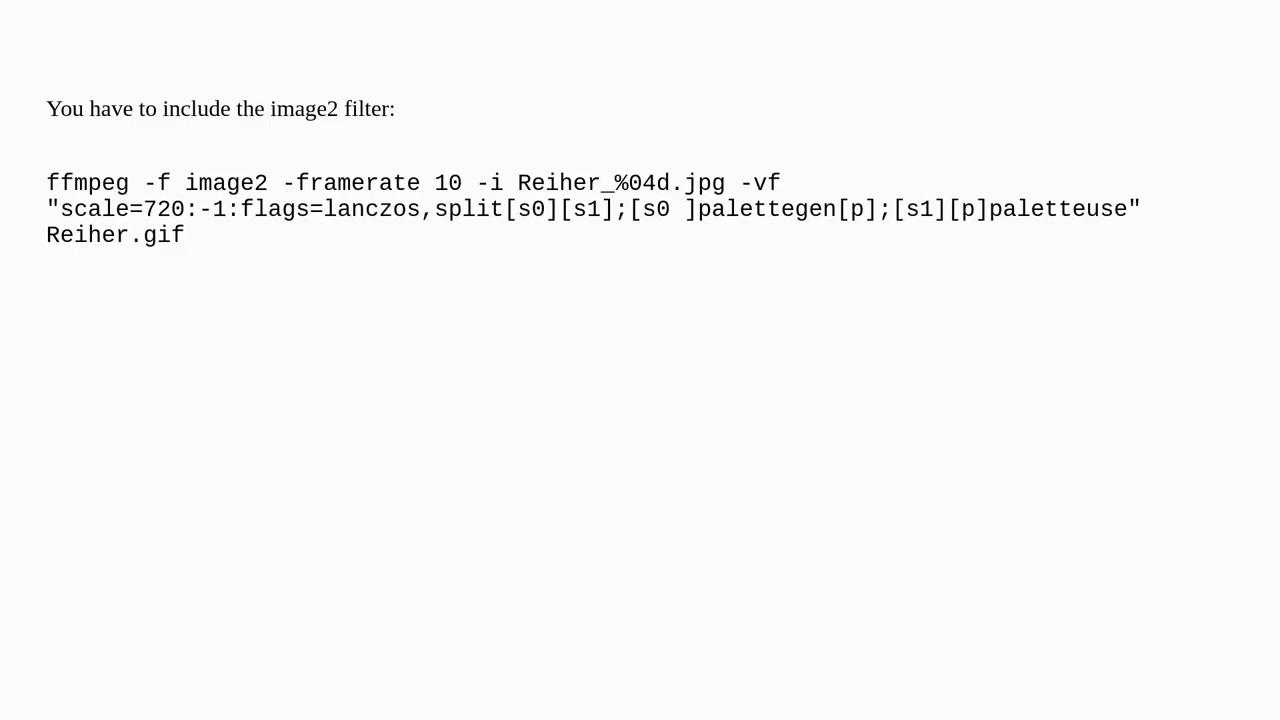 You have to include the image2 filter:
ffmpeg -f image2 -framerate 10 -i Reiher_%04d.jpg -vf
"scale=720:-1:flags=lanczos,split[s0][s1];[s0 ]palettegen[p];[s1][p]paletteuse"
Reiher.gif